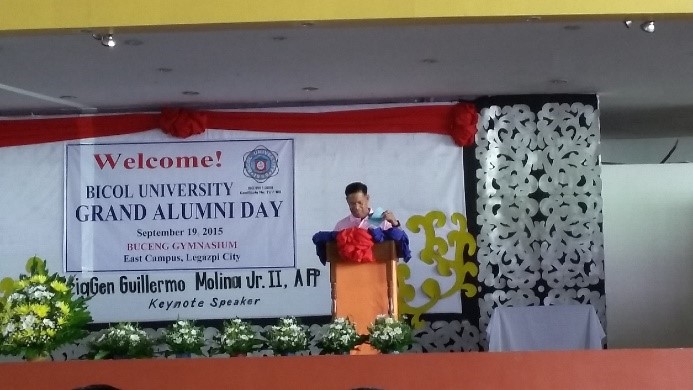 Welcome!
BICOL UNIVERSITY
GRAND ALUMNI DAY
September 19, 2015
BUCENG GYMNASIUM
East Campus, Legazpi City
Guillermo Molina Jr. II, AFP
Keynote Speaker